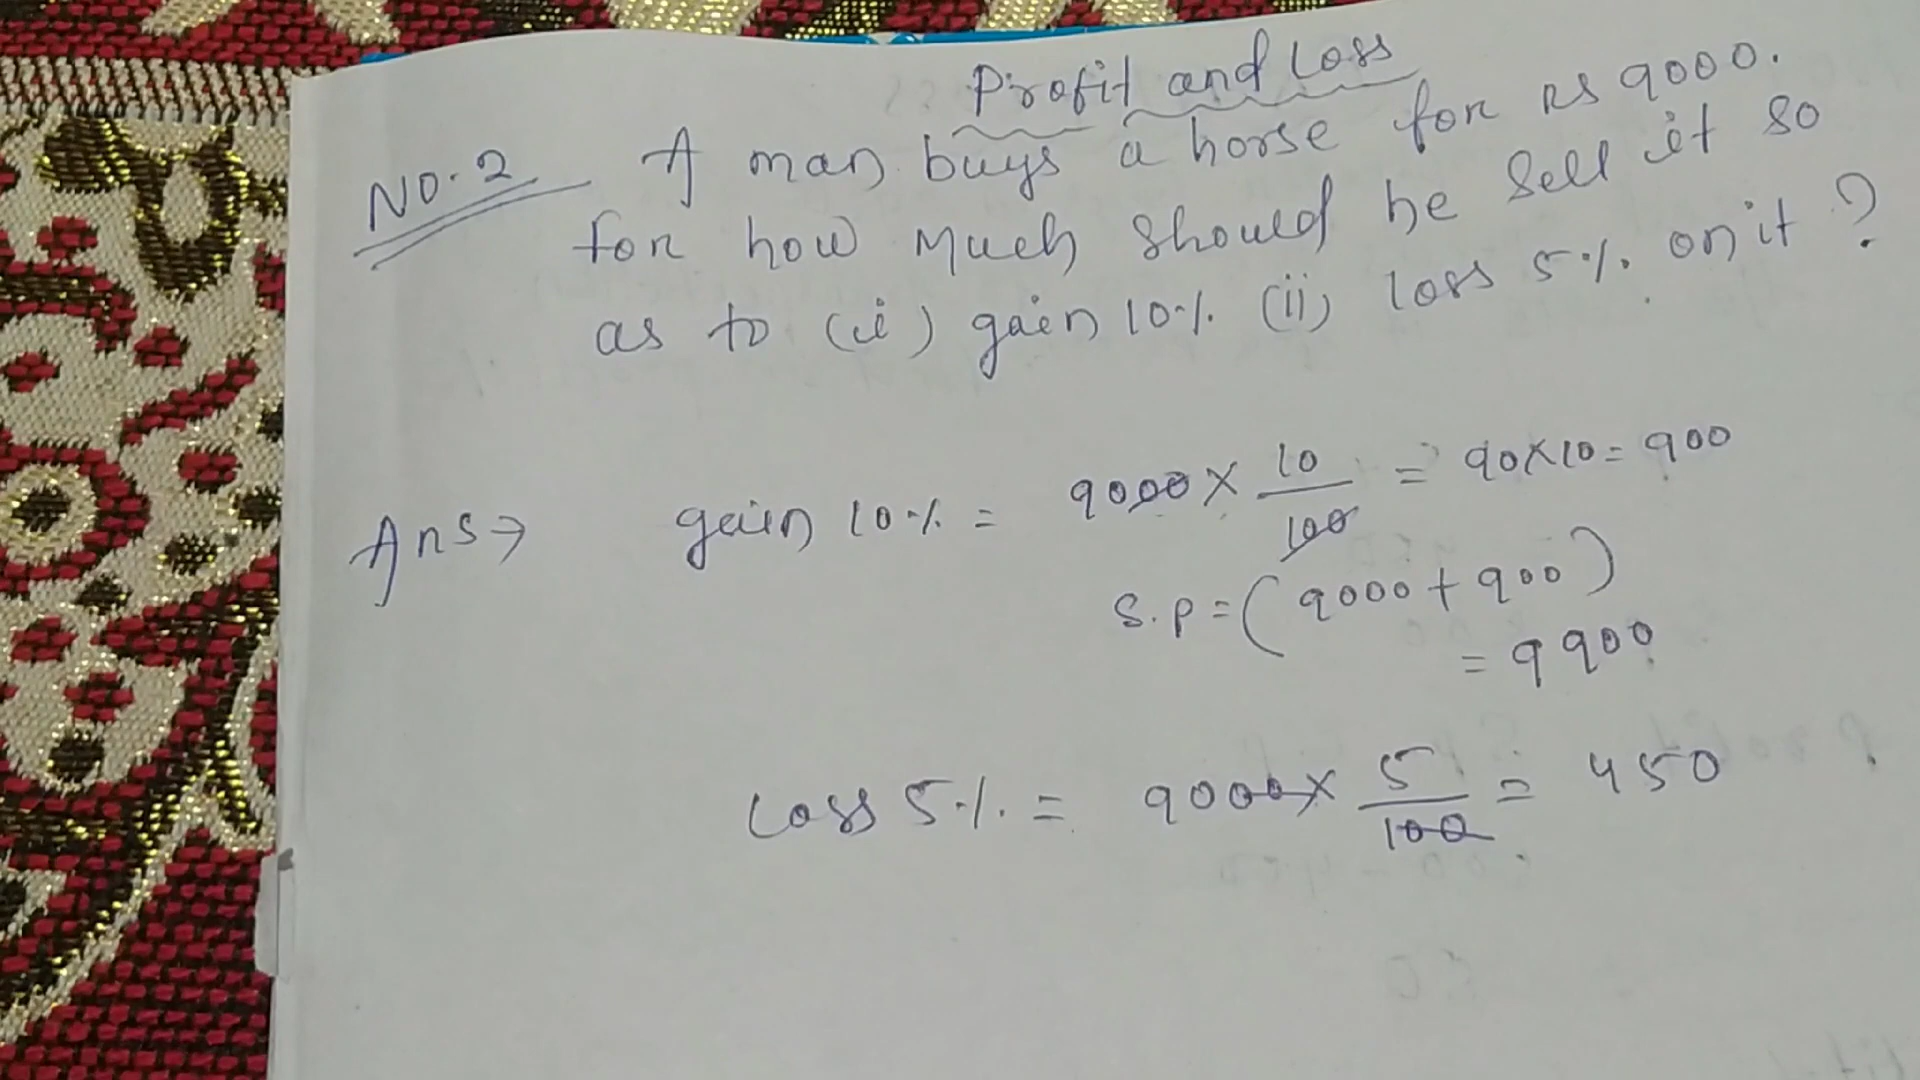 Profit and Loss
NO.2 A man buys a horse for Rs 9000.
for how much should he sell it so
as to (i) gain 10% (ii) loss 5% on it?
Ans→ gain 10% = 9000 × 10/100 = 90×10 = 900
S.P = (9000 + 900)
= 9900
Loss 5% = 9000 × 5/100 = 450